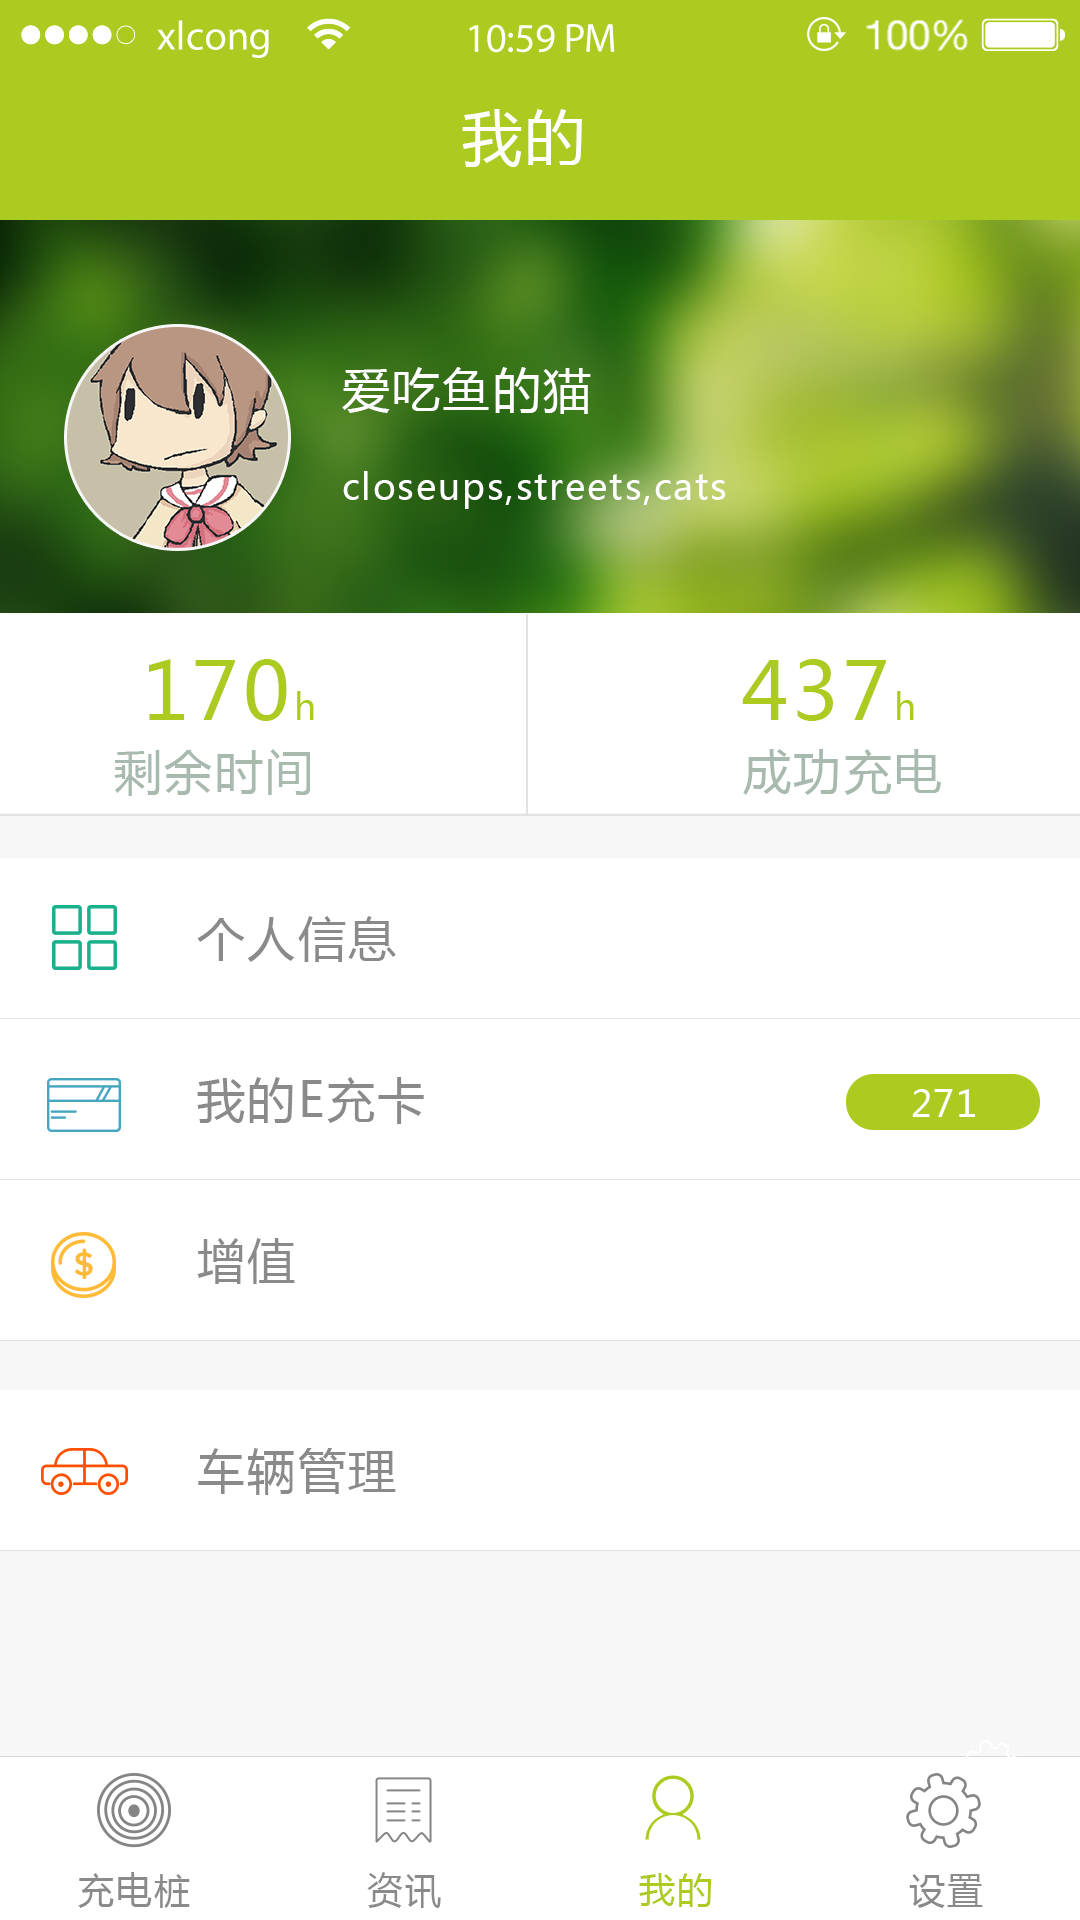 xlcong 10:59 PM 100%
我的
爱吃鱼的猫
closeups,streets,cats
170h 437h
剩余时间 成功充电
个人信息
我的E充卡 271
增值
车辆管理
充电桩 资讯 我的 设置